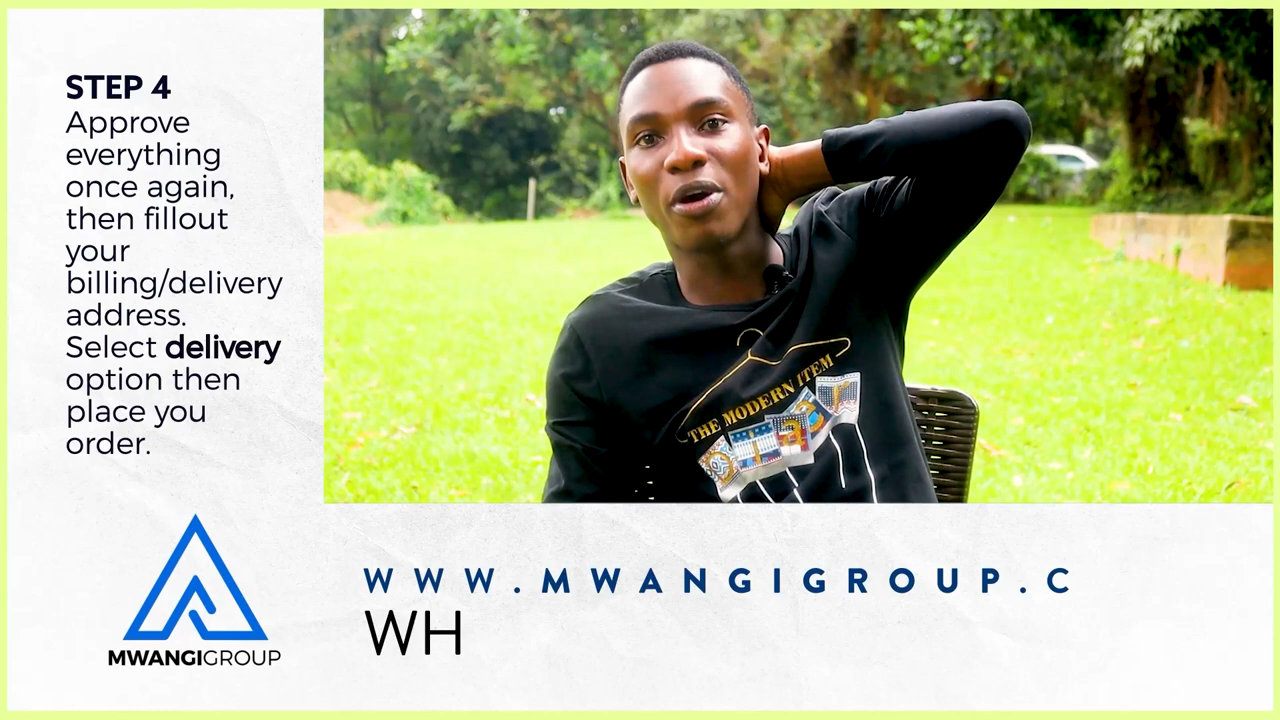 STEP 4
Approve
everything
once again,
then fillout
your
billing/delivery
address.
Select delivery
option then
place you
order.
THE MODERN ITEM
MWANGIGROUP
WWW.MWANGIGROUP.C
WH